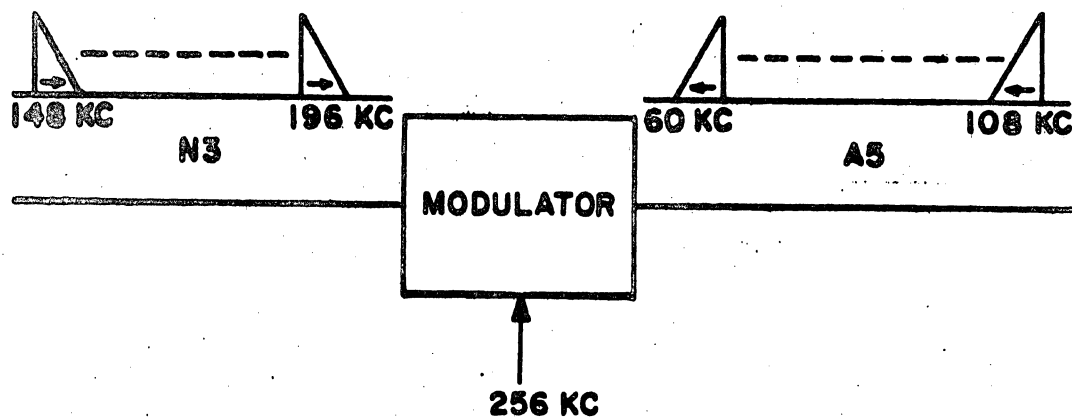 148 KC
196 KC
60 KC
108 KC
N3
A5
MODULATOR
256 KC